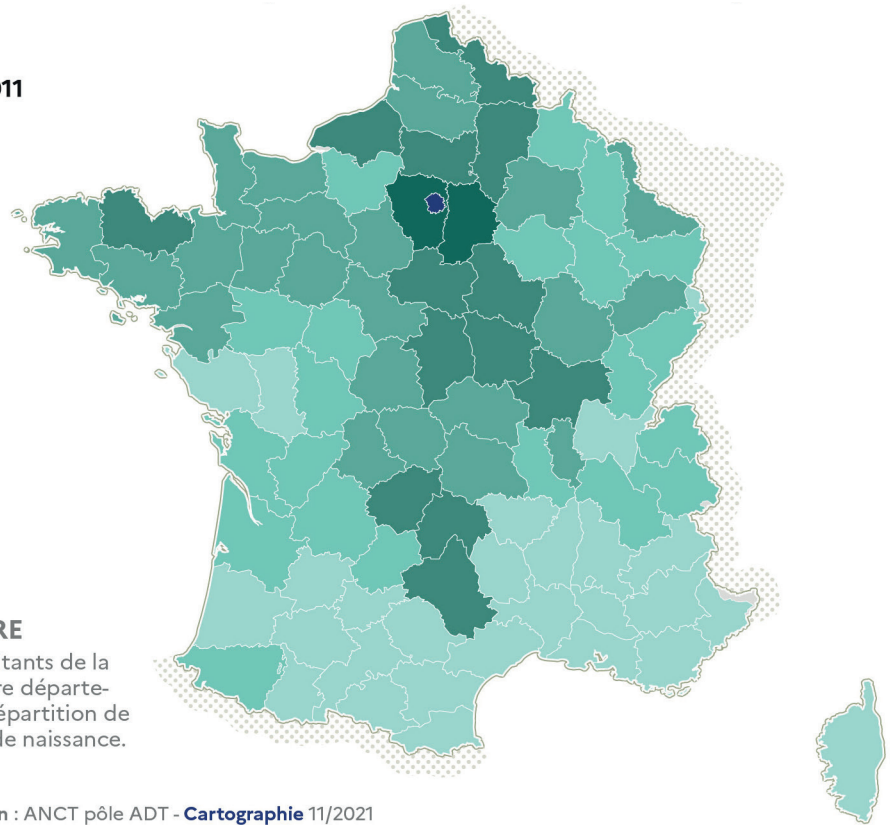 011
RE
tants de la
re départe-
épartition de
de naissance.
n : ANCT pôle ADT - Cartographie 11/2021